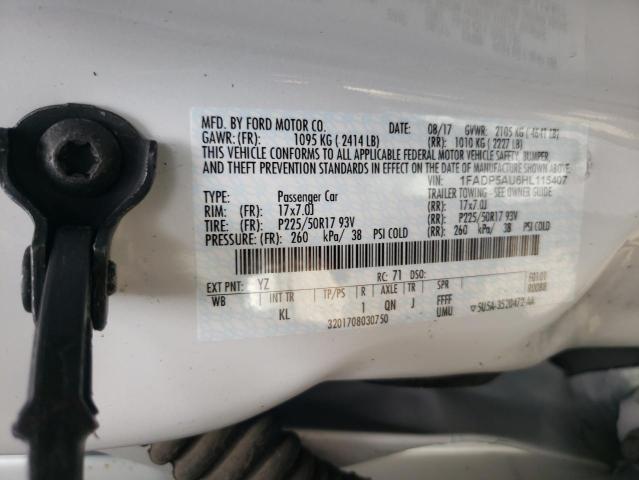 MFD. BY FORD MOTOR CO. DATE: 08/17 GVWR: 2105 KG ( 4641 LB)
GAWR: (FR): 1095 KG ( 2414 LB) (RR): 1010 KG ( 2227 LB)
THIS VEHICLE CONFORMS TO ALL APPLICABLE FEDERAL MOTOR VEHICLE SAFETY, BUMPER,
AND THEFT PREVENTION STANDARDS IN EFFECT ON THE DATE OF MANUFACTURE SHOWN ABOVE.
VIN: 1FADP5AU6HL115407
TYPE: Passenger Car TRAILER TOWING - SEE OWNER GUIDE
RIM: (FR) 17x7.0J (RR): 17x7.0J
TIRE: (FR) P225/50R17 93V (RR) P225/50R17 93V
PRESSURE: (FR) 260 kPa/ 38 PSI COLD (RR) 260 kPa/ 38 PSI COLD
EXT PNT: YZ RC: 71 DSO:
WB INT TR TP/PS R AXLE TR SPR
KL 1 QN J FFFF
UMU
3201708030750